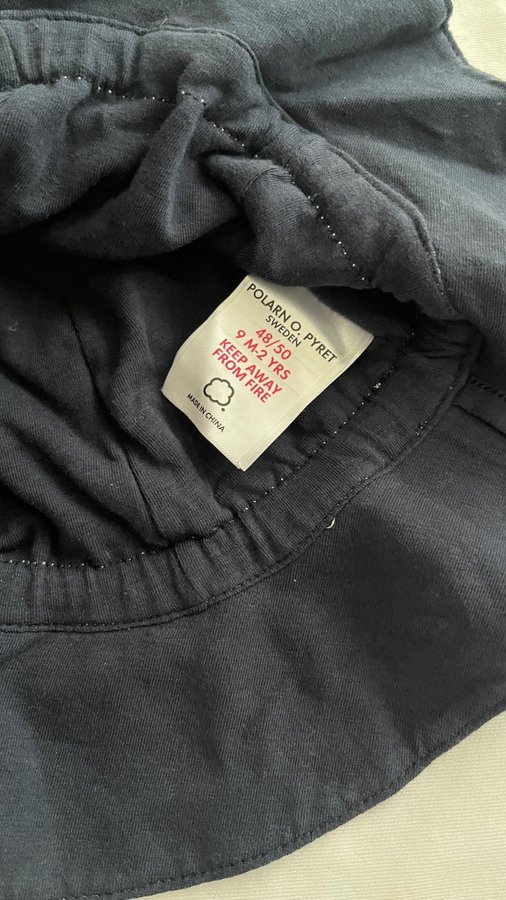 POLARN O. PYRET
SWEDEN
48/50
9 M-2 YRS
KEEP AWAY
FROM FIRE
MADE IN CHINA